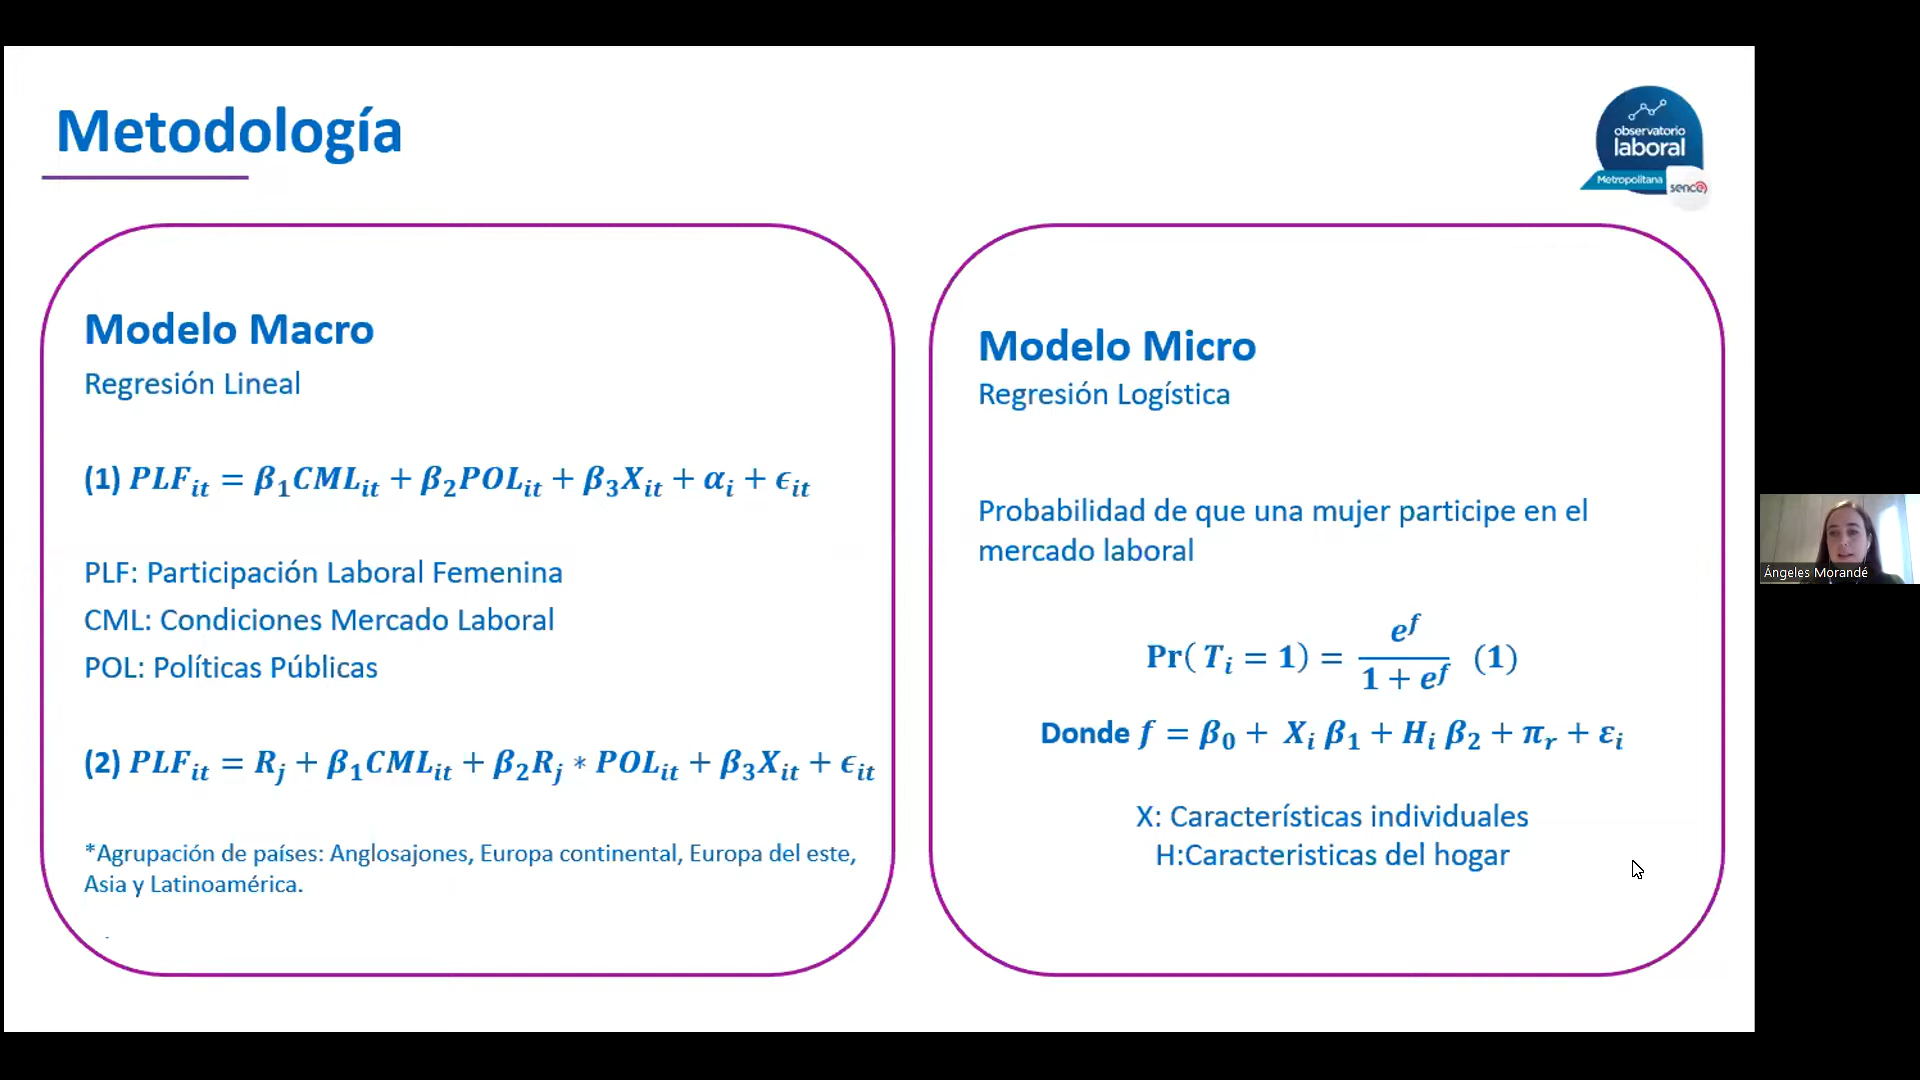 Metodología
observatorio
laboral
Metropolitana
sence
Modelo Macro
Regresión Lineal
(1) PLF_it = β_1CML_it + β_2POL_it + β_3X_it + α_i + ϵ_it
PLF: Participación Laboral Femenina
CML: Condiciones Mercado Laboral
POL: Políticas Públicas
(2) PLF_it = R_j + β_1CML_it + β_2R_j * POL_it + β_3X_it + ϵ_it
*Agrupación de países: Anglosajones, Europa continental, Europa del este,
Asia y Latinoamérica.
-
Modelo Micro
Regresión Logística
Probabilidad de que una mujer participe en el
mercado laboral
Pr( T_i = 1) = e^f / (1 + e^f) (1)
Donde f = β_0 + X_i β_1 + H_i β_2 + π_r + ε_i
X: Características individuales
H:Caracteristicas del hogar
Ángeles Morandé